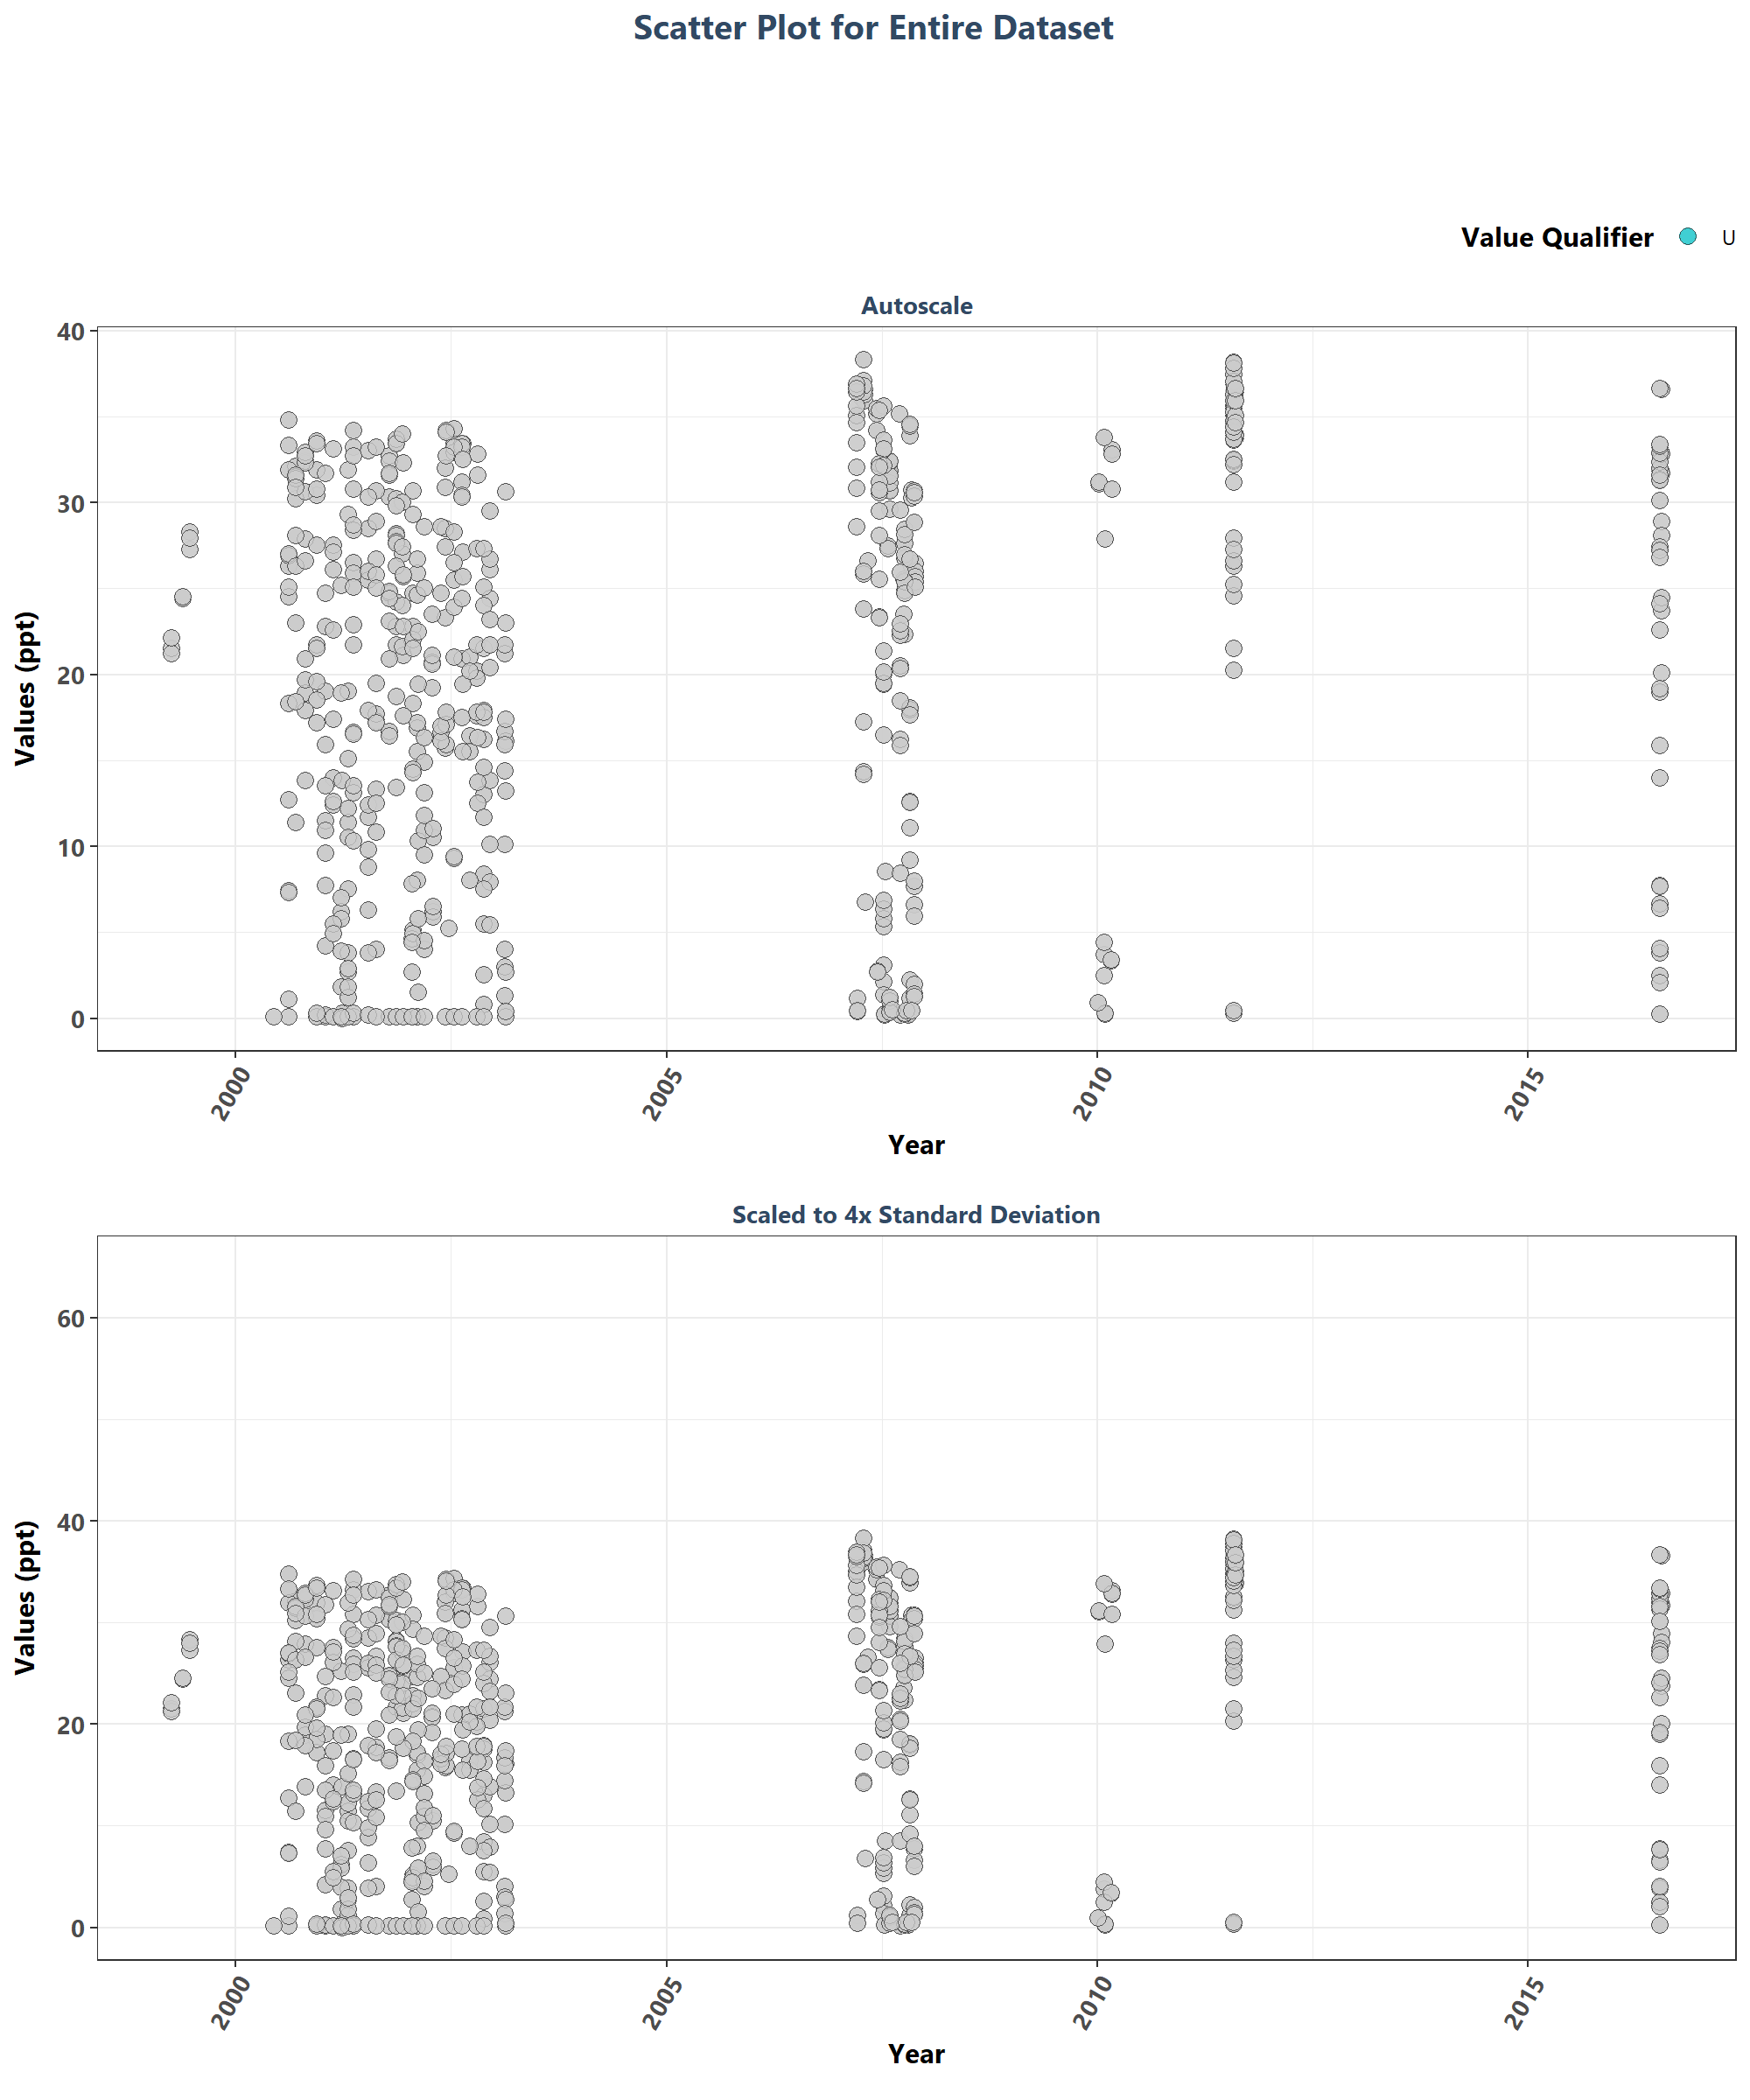 Scatter Plot for Entire Dataset
Value Qualifier U
Autoscale
40
30
20
10
0
Values (ppt)
2000 2005 2010 2015
Year
Scaled to 4x Standard Deviation
60
40
20
0
Values (ppt)
2000 2005 2010 2015
Year